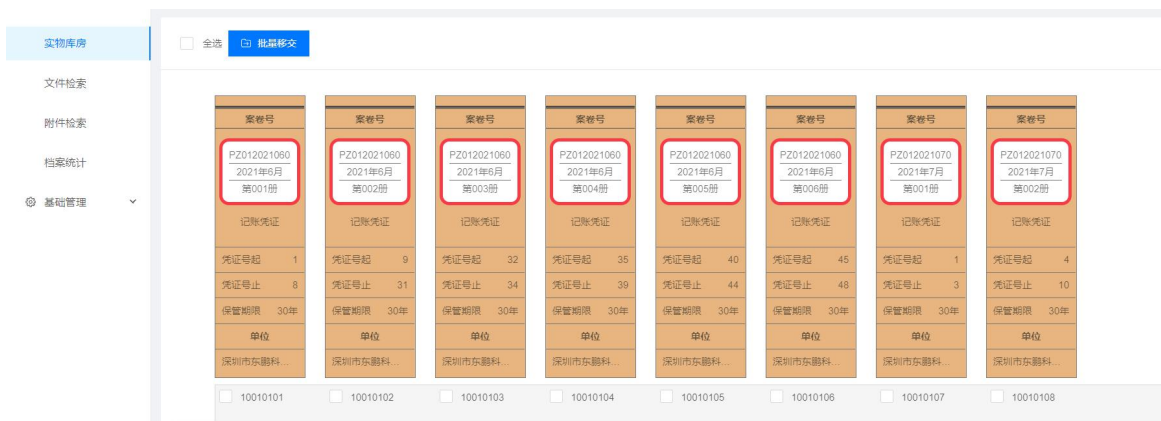 实物库房
文件检索
附件检索
档案统计
基础管理
全选 批量移交
案卷号 案卷号 案卷号 案卷号 案卷号 案卷号 案卷号 案卷号
PZ012021060 PZ012021060 PZ012021060 PZ012021060 PZ012021060 PZ012021060 PZ012021070 PZ012021070
2021年6月 2021年6月 2021年6月 2021年6月 2021年6月 2021年6月 2021年7月 2021年7月
第001册 第002册 第003册 第004册 第005册 第006册 第001册 第002册
记账凭证 记账凭证 记账凭证 记账凭证 记账凭证 记账凭证 记账凭证 记账凭证
凭证号起 1 凭证号起 9 凭证号起 32 凭证号起 35 凭证号起 40 凭证号起 45 凭证号起 1 凭证号起 4
凭证号止 8 凭证号止 31 凭证号止 34 凭证号止 39 凭证号止 44 凭证号止 48 凭证号止 3 凭证号止 10
保管期限 30年 保管期限 30年 保管期限 30年 保管期限 30年 保管期限 30年 保管期限 30年 保管期限 30年 保管期限 30年
单位 单位 单位 单位 单位 单位 单位 单位
深圳市东鹏科... 深圳市东鹏科... 深圳市东鹏科... 深圳市东鹏科... 深圳市东鹏科... 深圳市东鹏科... 深圳市东鹏科... 深圳市东鹏科...
10010101 10010102 10010103 10010104 10010105 10010106 10010107 10010108